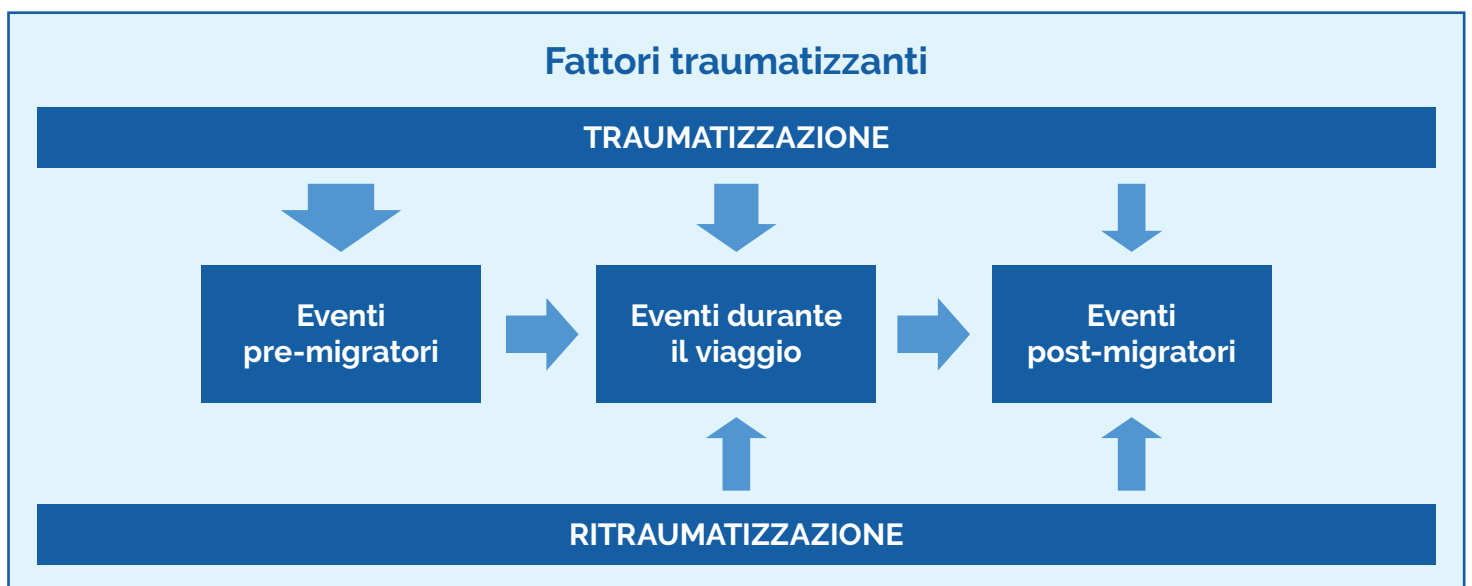 Fattori traumatizzanti
TRAUMATIZZAZIONE
Eventi
pre-migratori
Eventi durante
il viaggio
Eventi
post-migratori
RITRAUMATIZZAZIONE